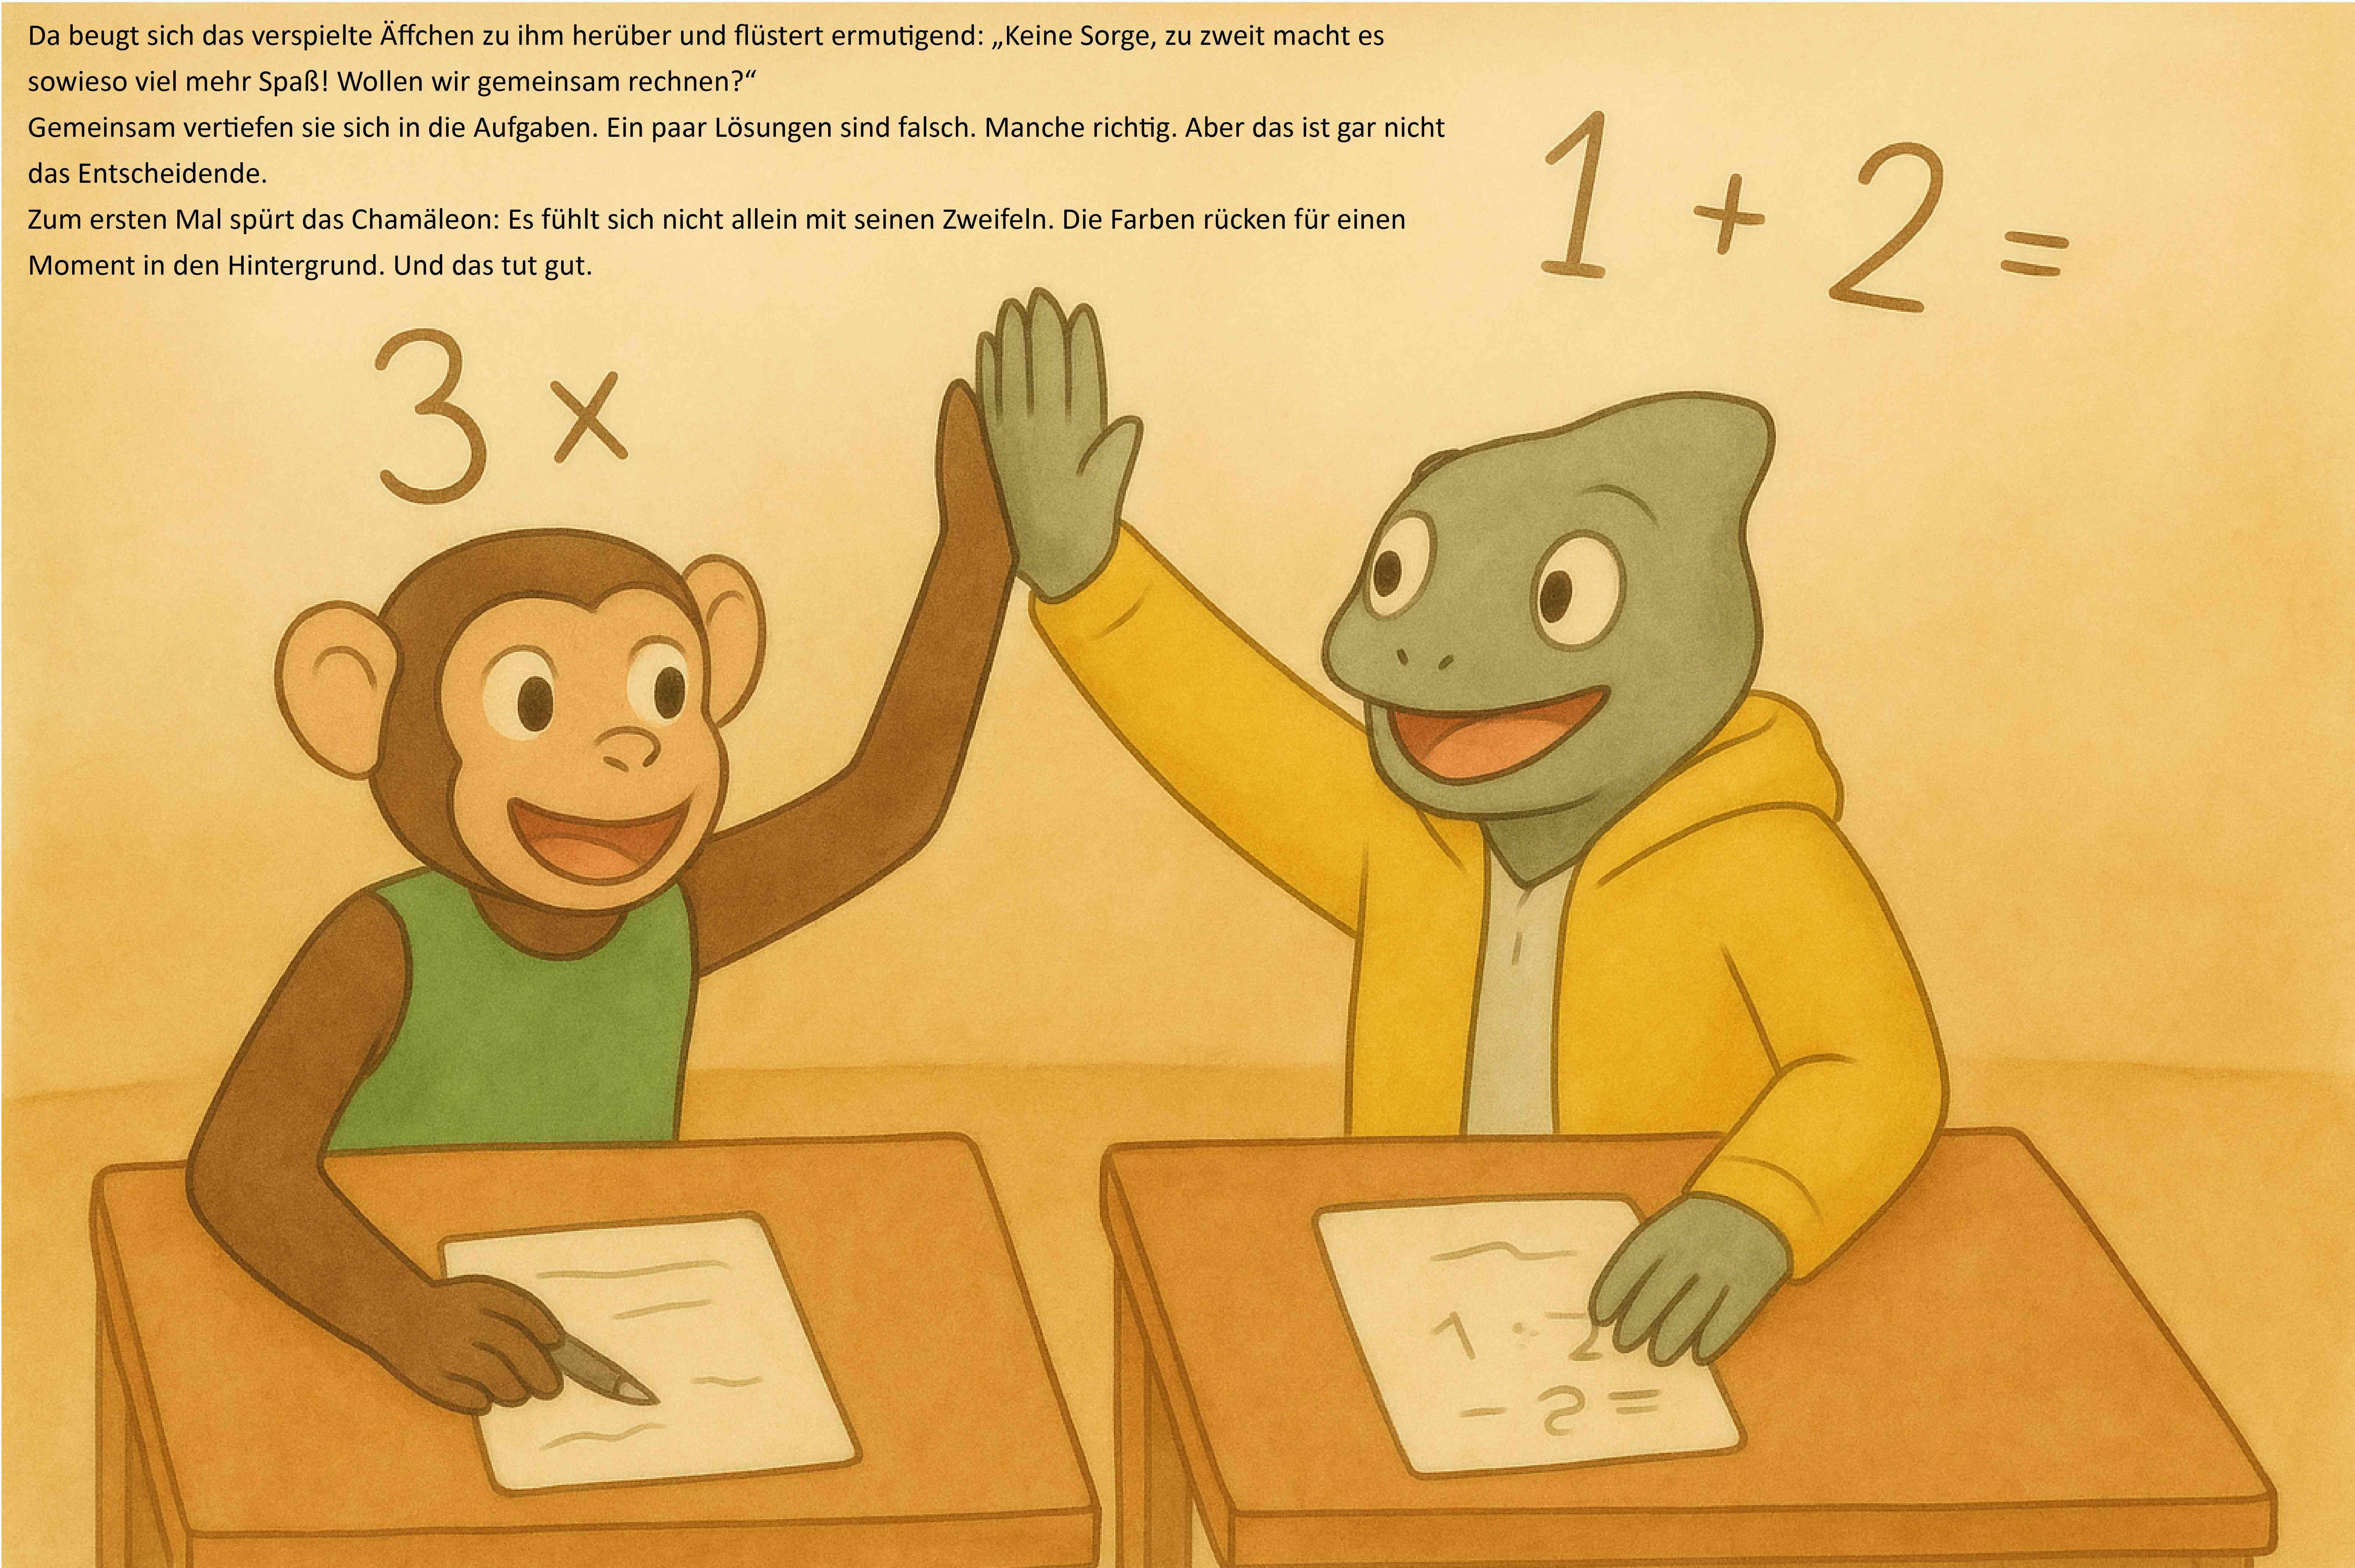 Da beugt sich das verspielte Äffchen zu ihm herüber und flüstert ermutigend: „Keine Sorge, zu zweit macht es
sowieso viel mehr Spaß! Wollen wir gemeinsam rechnen?“
Gemeinsam vertiefen sie sich in die Aufgaben. Ein paar Lösungen sind falsch. Manche richtig. Aber das ist gar nicht
das Entscheidende.
Zum ersten Mal spürt das Chamäleon: Es fühlt sich nicht allein mit seinen Zweifeln. Die Farben rücken für einen
Moment in den Hintergrund. Und das tut gut.
1 + 2 =
3 ×